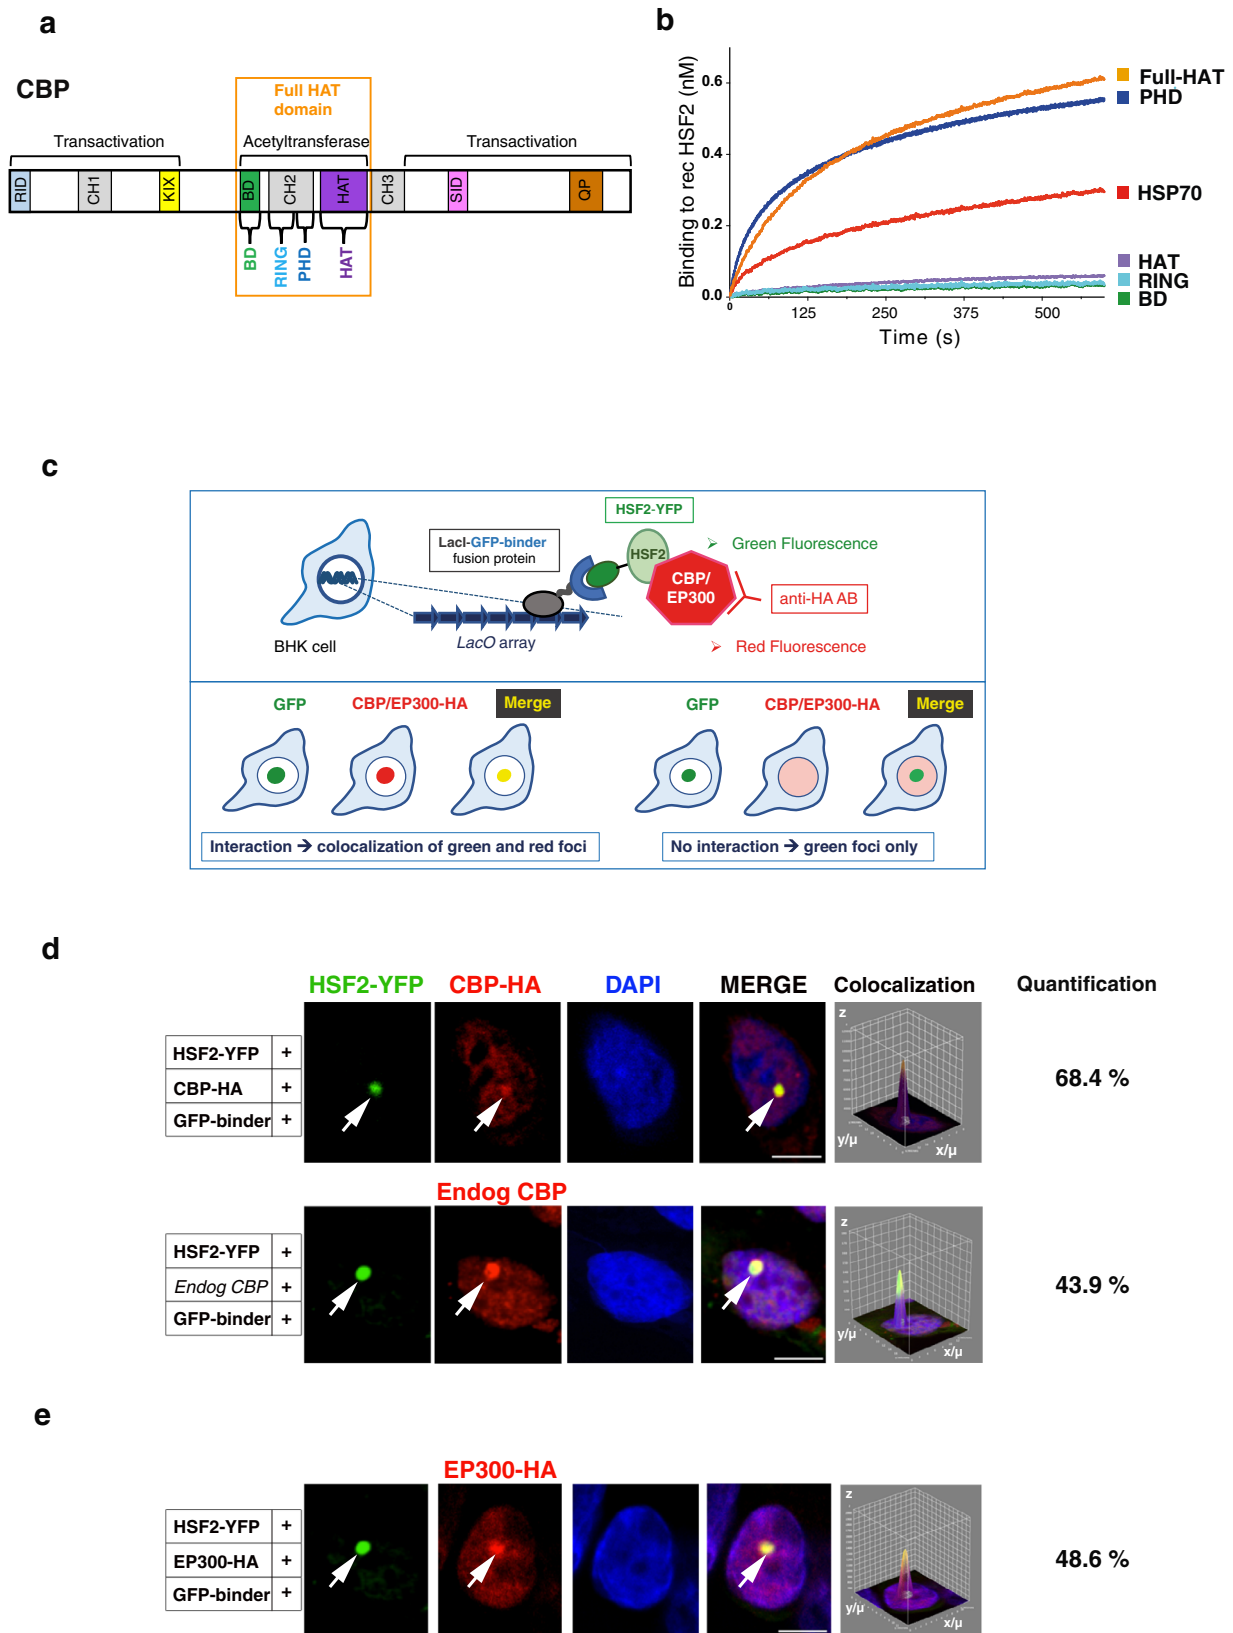 a
CBP
Full HAT
domain
Transactivation
Acetyltransferase
Transactivation
RID
CH1
KIX
BD
CH2
HAT
CH3
SID
QP
BD
RING
PHD
HAT
b
Binding to rec HSF2 (nM)
0.6
0.4
0.2
0.0
0
125
250
375
500
Time (s)
Full-HAT
PHD
HSP70
HAT
RING
BD
c
HSF2-YFP
LacI-GFP-binder
fusion protein
HSF2
➢ Green Fluorescence
CBP/
EP300
anti-HA AB
BHK cell
LacO array
➢ Red Fluorescence
GFP
CBP/EP300-HA
Merge
GFP
CBP/EP300-HA
Merge
Interaction ➔ colocalization of green and red foci
No interaction ➔ green foci only
d
HSF2-YFP
CBP-HA
DAPI
MERGE
Colocalization
Quantification
HSF2-YFP +
CBP-HA +
GFP-binder +
z
y/μ
x/μ
68.4 %
Endog CBP
HSF2-YFP +
Endog CBP +
GFP-binder +
z
y/μ
x/μ
43.9 %
e
EP300-HA
HSF2-YFP +
EP300-HA +
GFP-binder +
z
y/μ
x/μ
48.6 %